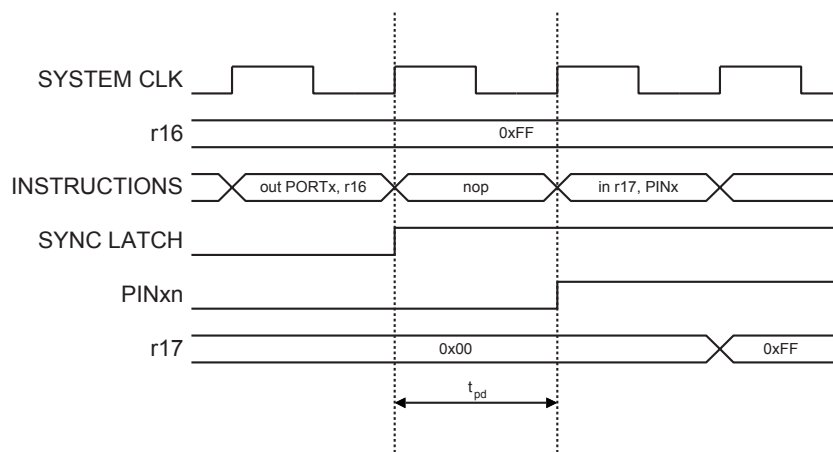 SYSTEM CLK
r16
0xFF
INSTRUCTIONS
out PORTx, r16
nop
in r17, PINx
SYNC LATCH
PINxn
r17
0x00
0xFF
tpd